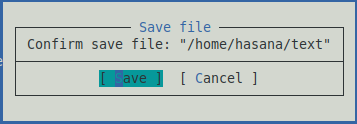 Save file
Confirm save file: "/home/hasana/text"
[ Save ] [ Cancel ]